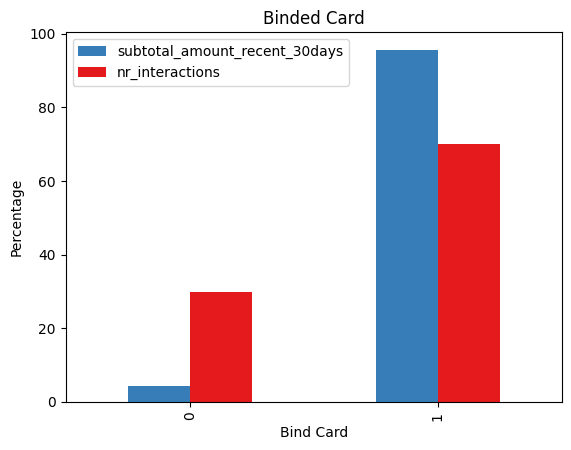 Binded Card
subtotal_amount_recent_30days
nr_interactions
100
80
60
40
20
0
Percentage
0
1
Bind Card